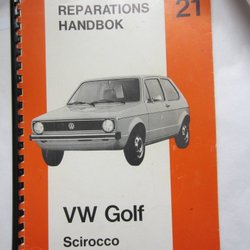 REPARATIONS
HANDBOK
21
VW Golf
Scirocco